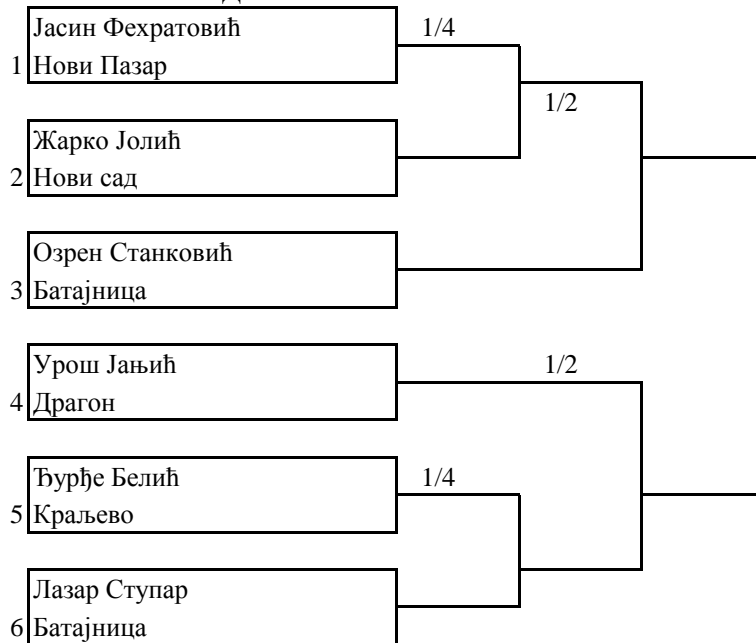 Јасин Фехратовић
1/4
1 Нови Пазар
1/2
Жарко Јолић
2 Нови сад
Озрен Станковић
3 Батајница
Урош Јањић
1/2
4 Драгон
Ђурђе Белић
1/4
5 Краљево
Лазар Ступар
6 Батајница